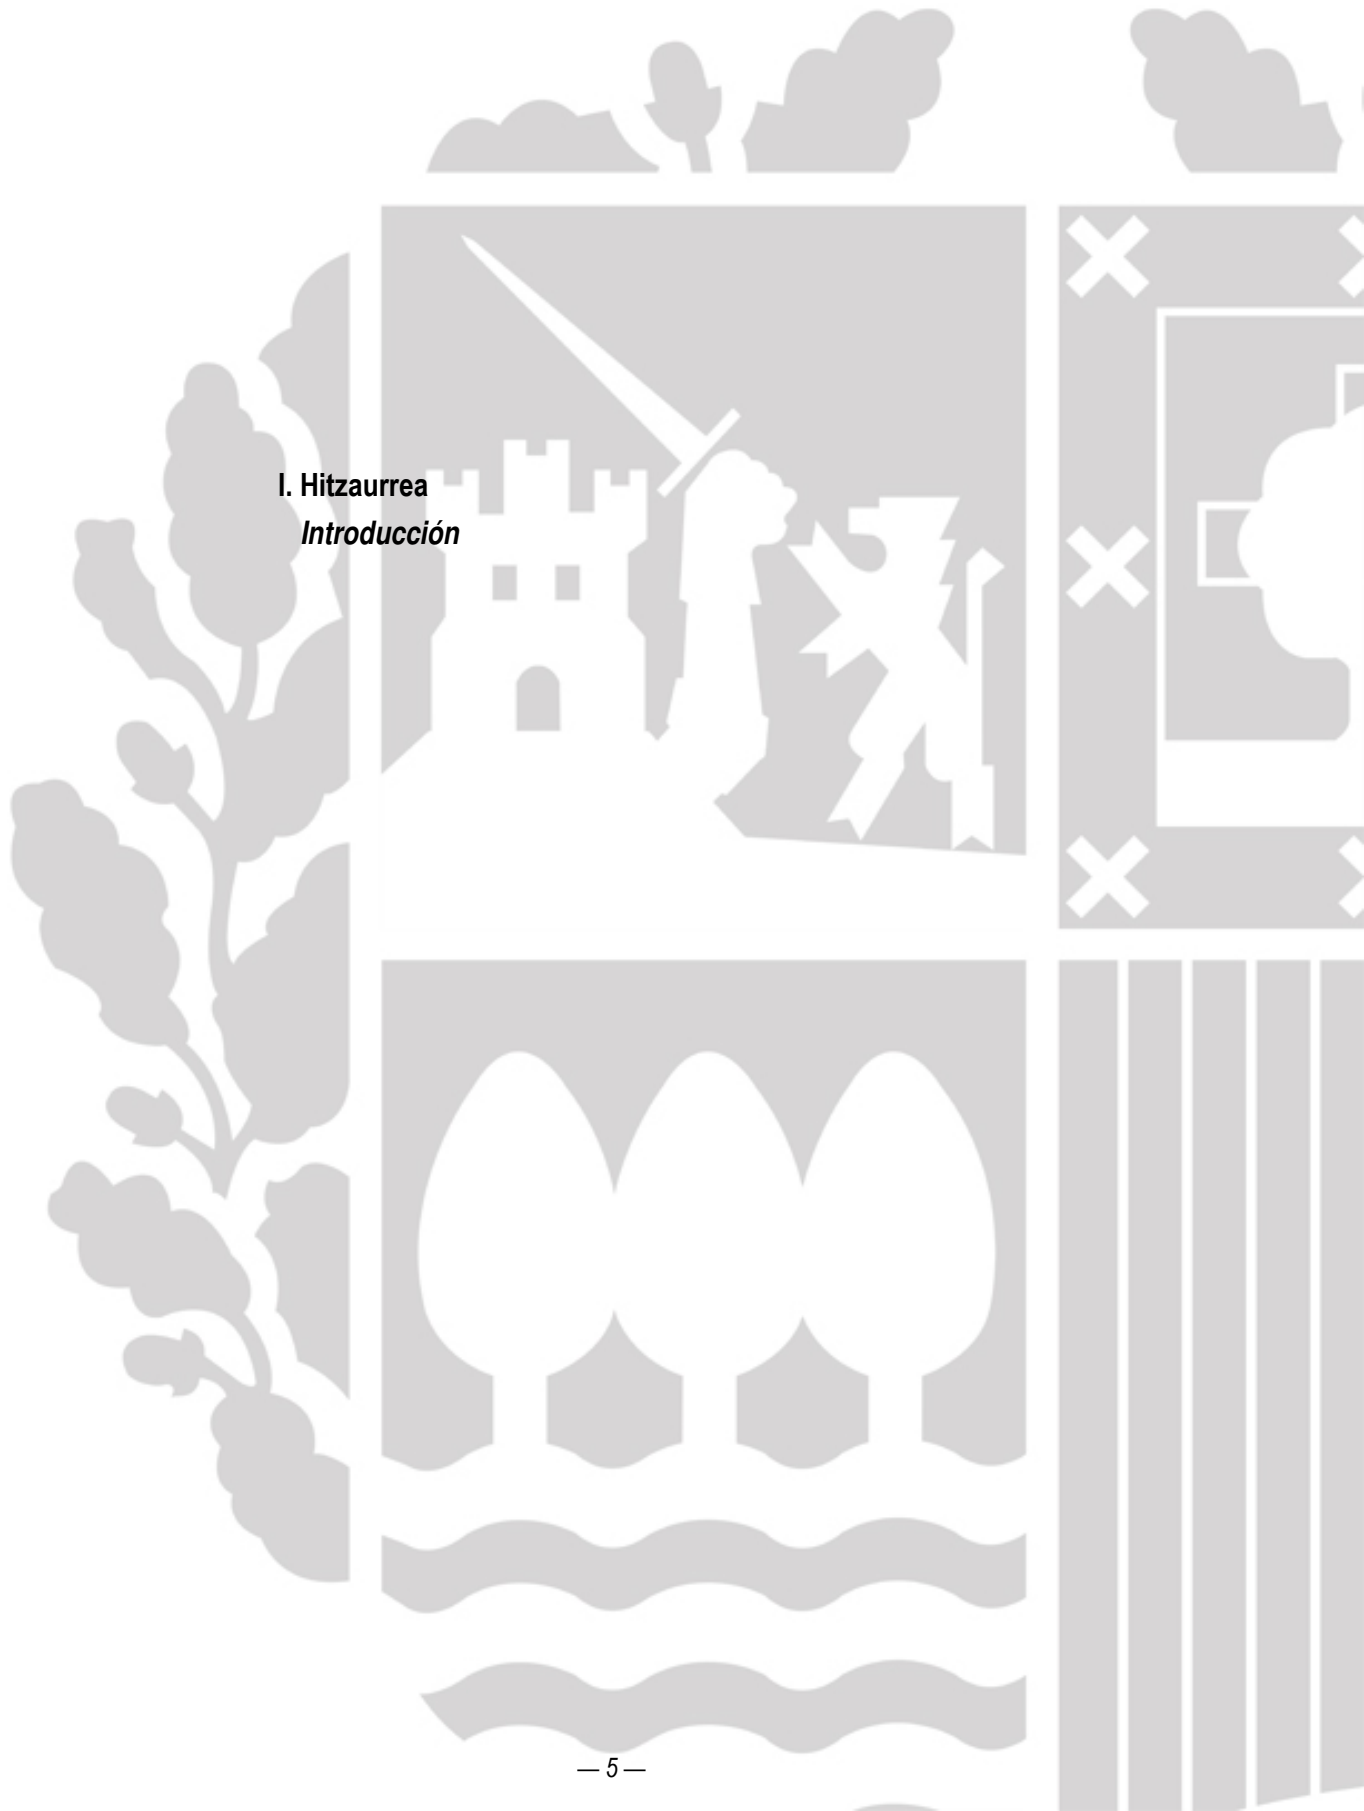 I. Hitzaurrea
Introducción
— 5 —